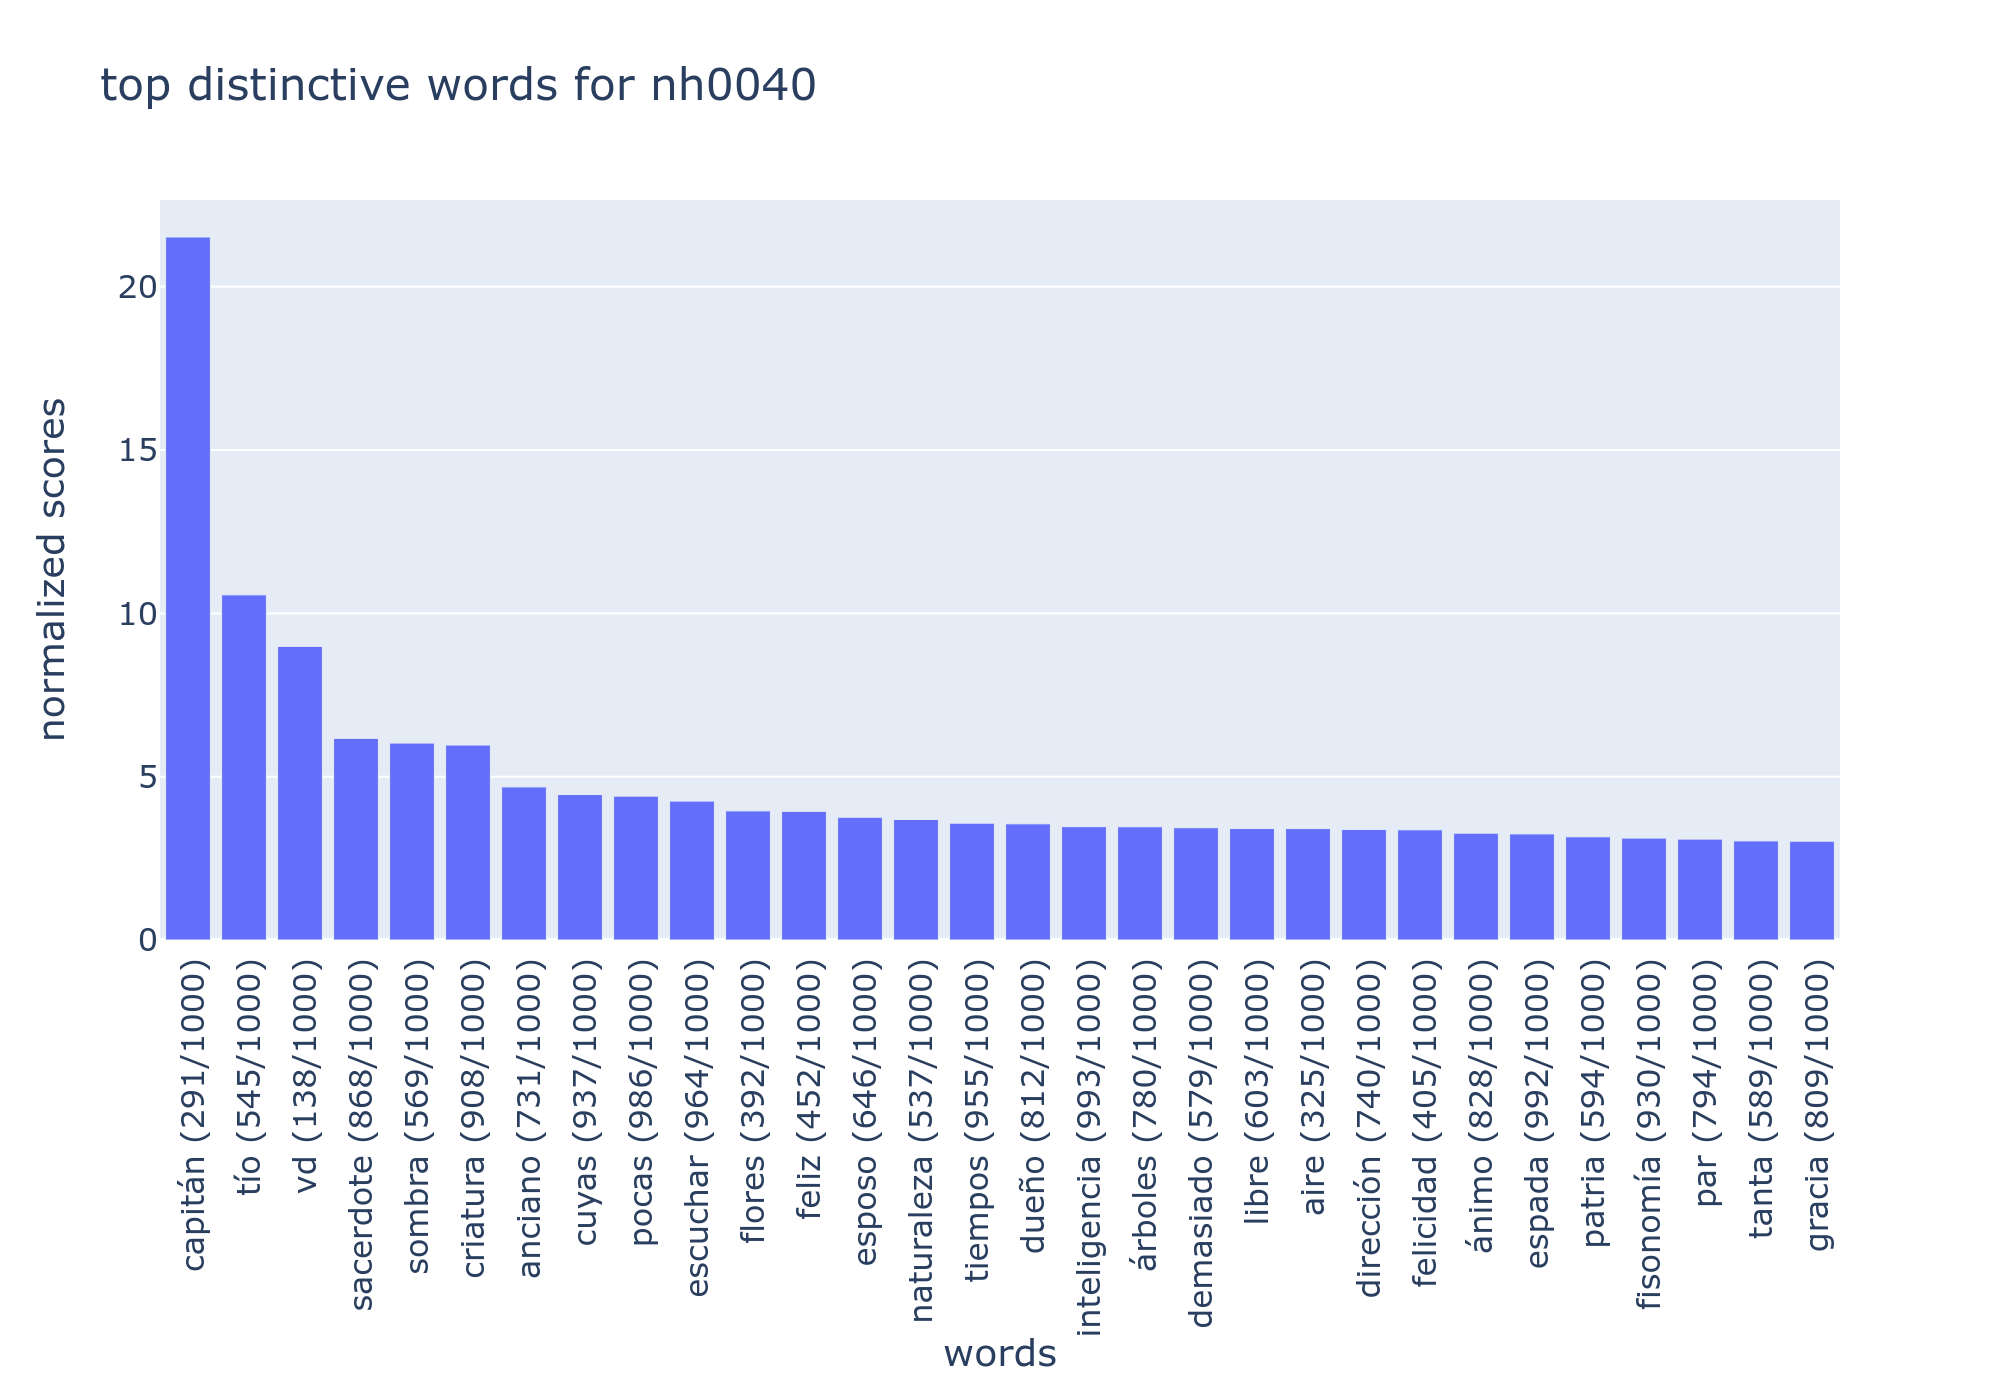 top distinctive words for nh0040
normalized scores
20
15
10
5
0
capitán (291/1000)
tío (545/1000)
vd (138/1000)
sacerdote (868/1000)
sombra (569/1000)
criatura (908/1000)
anciano (731/1000)
cuyas (937/1000)
pocas (986/1000)
escuchar (964/1000)
flores (392/1000)
feliz (452/1000)
esposo (646/1000)
naturaleza (537/1000)
tiempos (955/1000)
dueño (812/1000)
inteligencia (993/1000)
árboles (780/1000)
demasiado (579/1000)
libre (603/1000)
aire (325/1000)
dirección (740/1000)
felicidad (405/1000)
ánimo (828/1000)
espada (992/1000)
patria (594/1000)
fisonomía (930/1000)
par (794/1000)
tanta (589/1000)
gracia (809/1000)
words